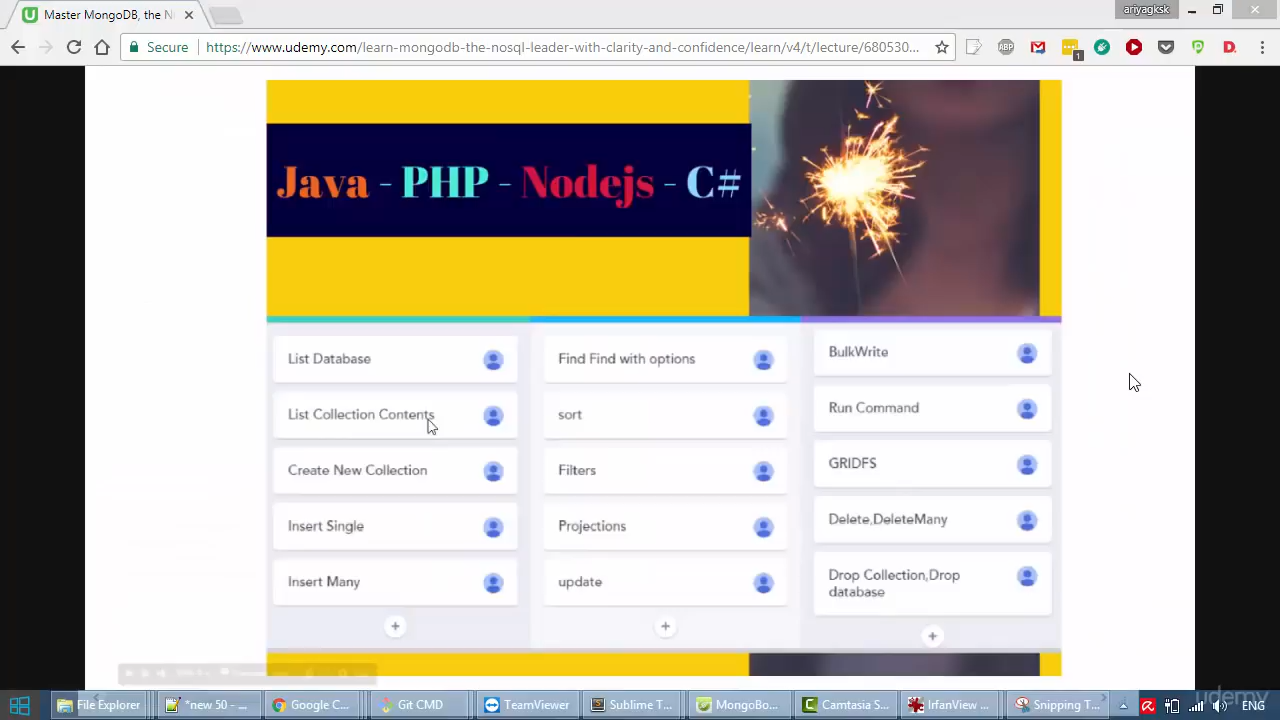 Master MongoDB, the N
ariyagksk
Secure
https://www.udemy.com/learn-mongodb-the-nosql-leader-with-clarity-and-confidence/learn/v4/t/lecture/680530...
ABP
1
D.
Java - PHP - Nodejs - C#
List Database
List Collection Contents
Create New Collection
Insert Single
Insert Many
+
Find Find with options
sort
Filters
Projections
update
+
BulkWrite
Run Command
GRIDFS
Delete,DeleteMany
Drop Collection,Drop
database
+
File Explorer
*new 50 - ...
Google C...
Git CMD
TeamViewer
Sublime T...
MongoBo...
Camtasia S...
IrfanView ...
Snipping T...
ENG
udemy